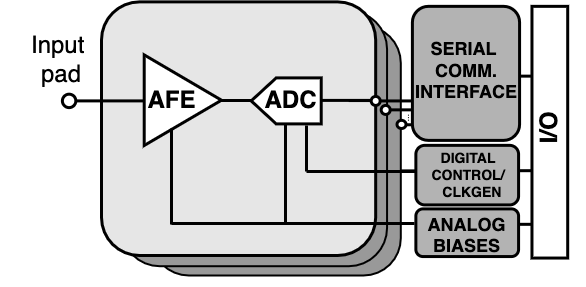 Input
pad
AFE
ADC
SERIAL
COMM.
INTERFACE
DIGITAL
CONTROL/
CLKGEN
ANALOG
BIASES
I/O